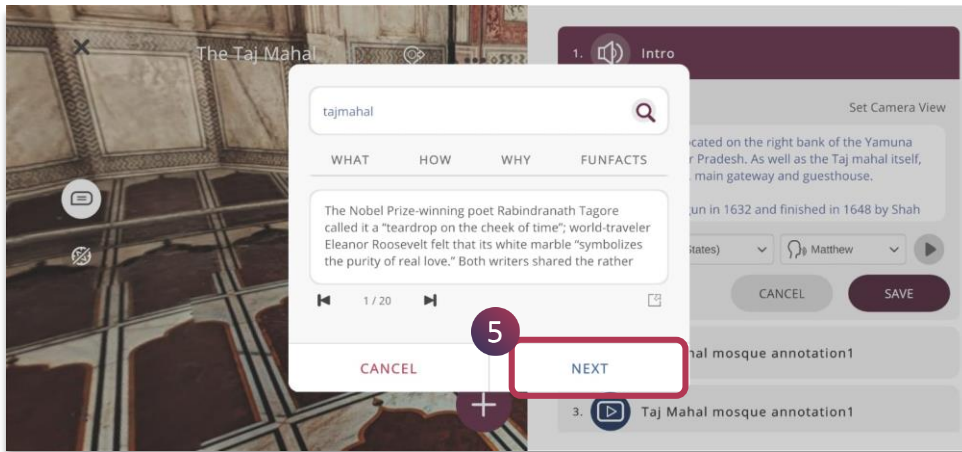 The Taj Mahal
tajmahal
WHAT HOW WHY FUNFACTS
The Nobel Prize-winning poet Rabindranath Tagore
called it a “teardrop on the cheek of time”; world-traveler
Eleanor Roosevelt felt that its white marble “symbolizes
the purity of real love.” Both writers shared the rather
1 / 20
5
CANCEL NEXT
1. Intro
Set Camera View
cated on the right bank of the Yamuna
r Pradesh. As well as the Taj mahal itself,
main gateway and guesthouse.
un in 1632 and finished in 1648 by Shah
States) Matthew
CANCEL SAVE
hal mosque annotation1
3. Taj Mahal mosque annotation1